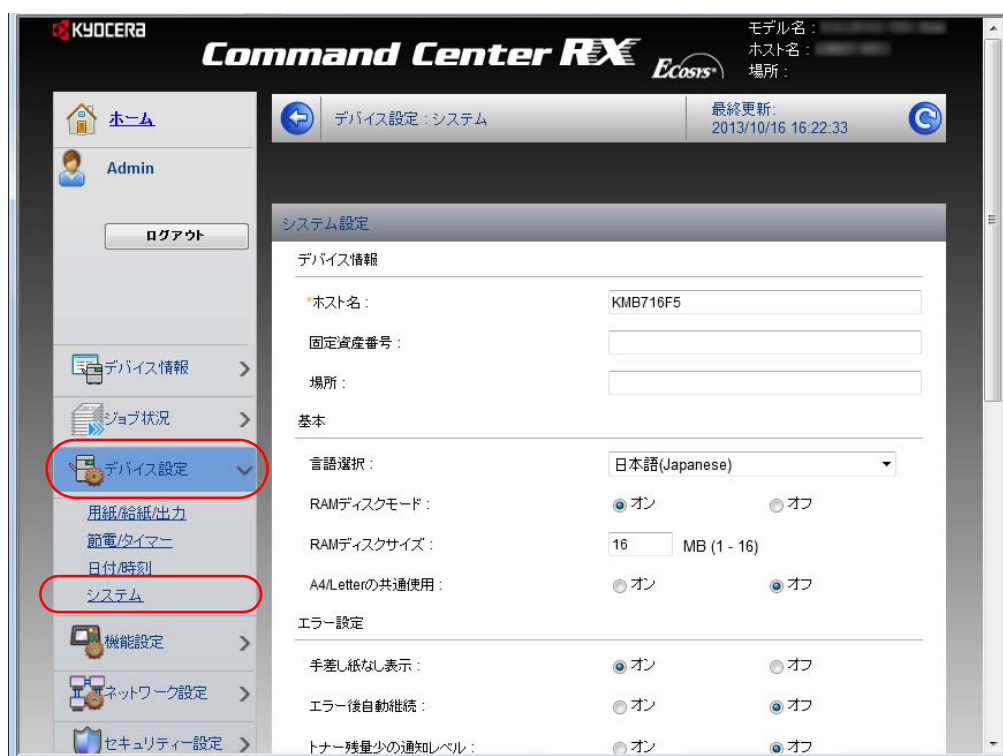 KYOCERA
Command Center RX
Ecosys
モデル名 :
ホスト名 :
場所 :
ホーム
Admin
ログアウト
デバイス情報
ジョブ状況
デバイス設定
用紙/給紙/出力
節電/タイマー
日付/時刻
システム
機能設定
ネットワーク設定
セキュリティー設定
デバイス設定 : システム
最終更新:
2013/10/16 16:22:33
システム設定
デバイス情報
*ホスト名 : KMB716F5
固定資産番号 :
場所 :
基本
言語選択 : 日本語(Japanese)
RAMディスクモード : オン オフ
RAMディスクサイズ : 16 MB (1 - 16)
A4/Letterの共通使用 : オン オフ
エラー設定
手差し紙なし表示 : オン オフ
エラー後自動継続 : オン オフ
トナー残量少の通知レベル : オン オフ